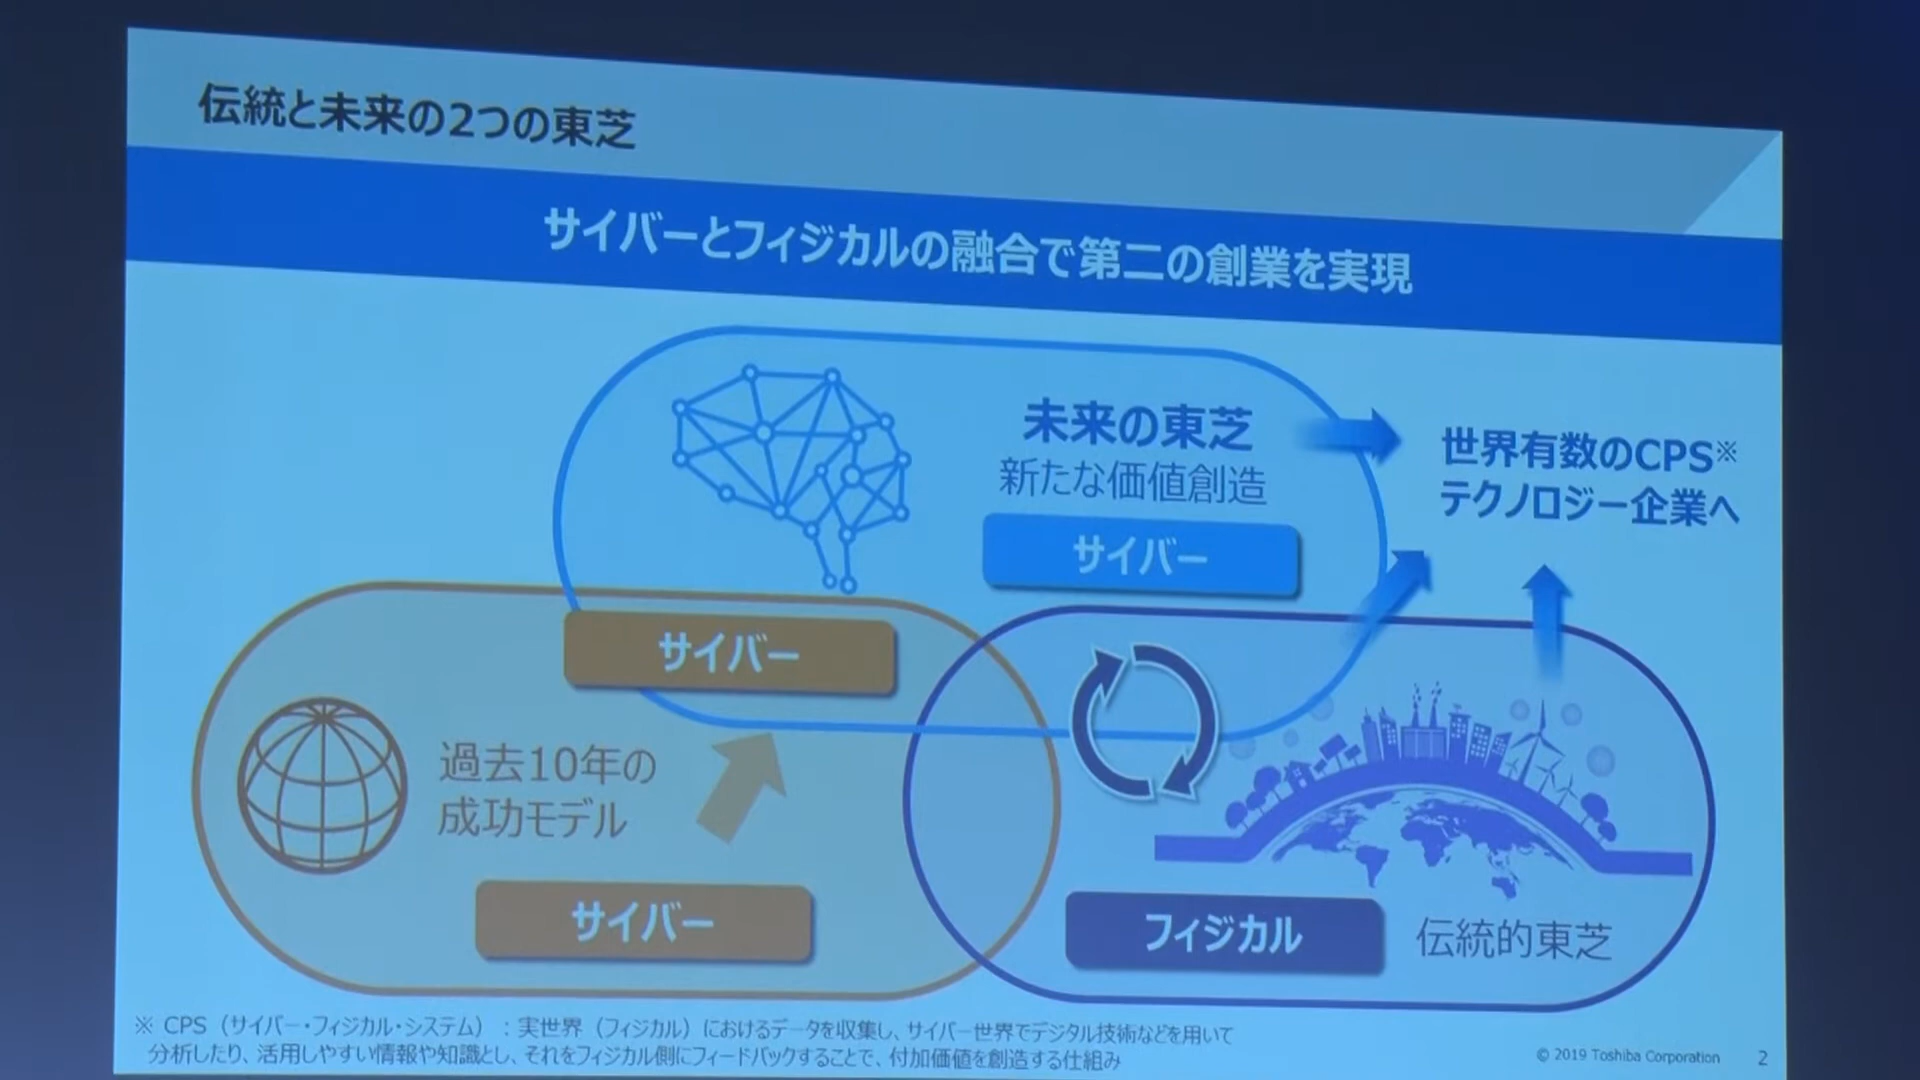 伝統と未来の2つの東芝
サイバーとフィジカルの融合で第二の創業を実現
未来の東芝
新たな価値創造
サイバー
世界有数のCPS※
テクノロジー企業へ
サイバー
過去10年の
成功モデル
サイバー
フィジカル
伝統的東芝
※ CPS（サイバー・フィジカル・システム）：実世界（フィジカル）におけるデータを収集し、サイバー世界でデジタル技術などを用いて
分析したり、活用しやすい情報や知識とし、それをフィジカル側にフィードバックすることで、付加価値を創造する仕組み
© 2019 Toshiba Corporation
2